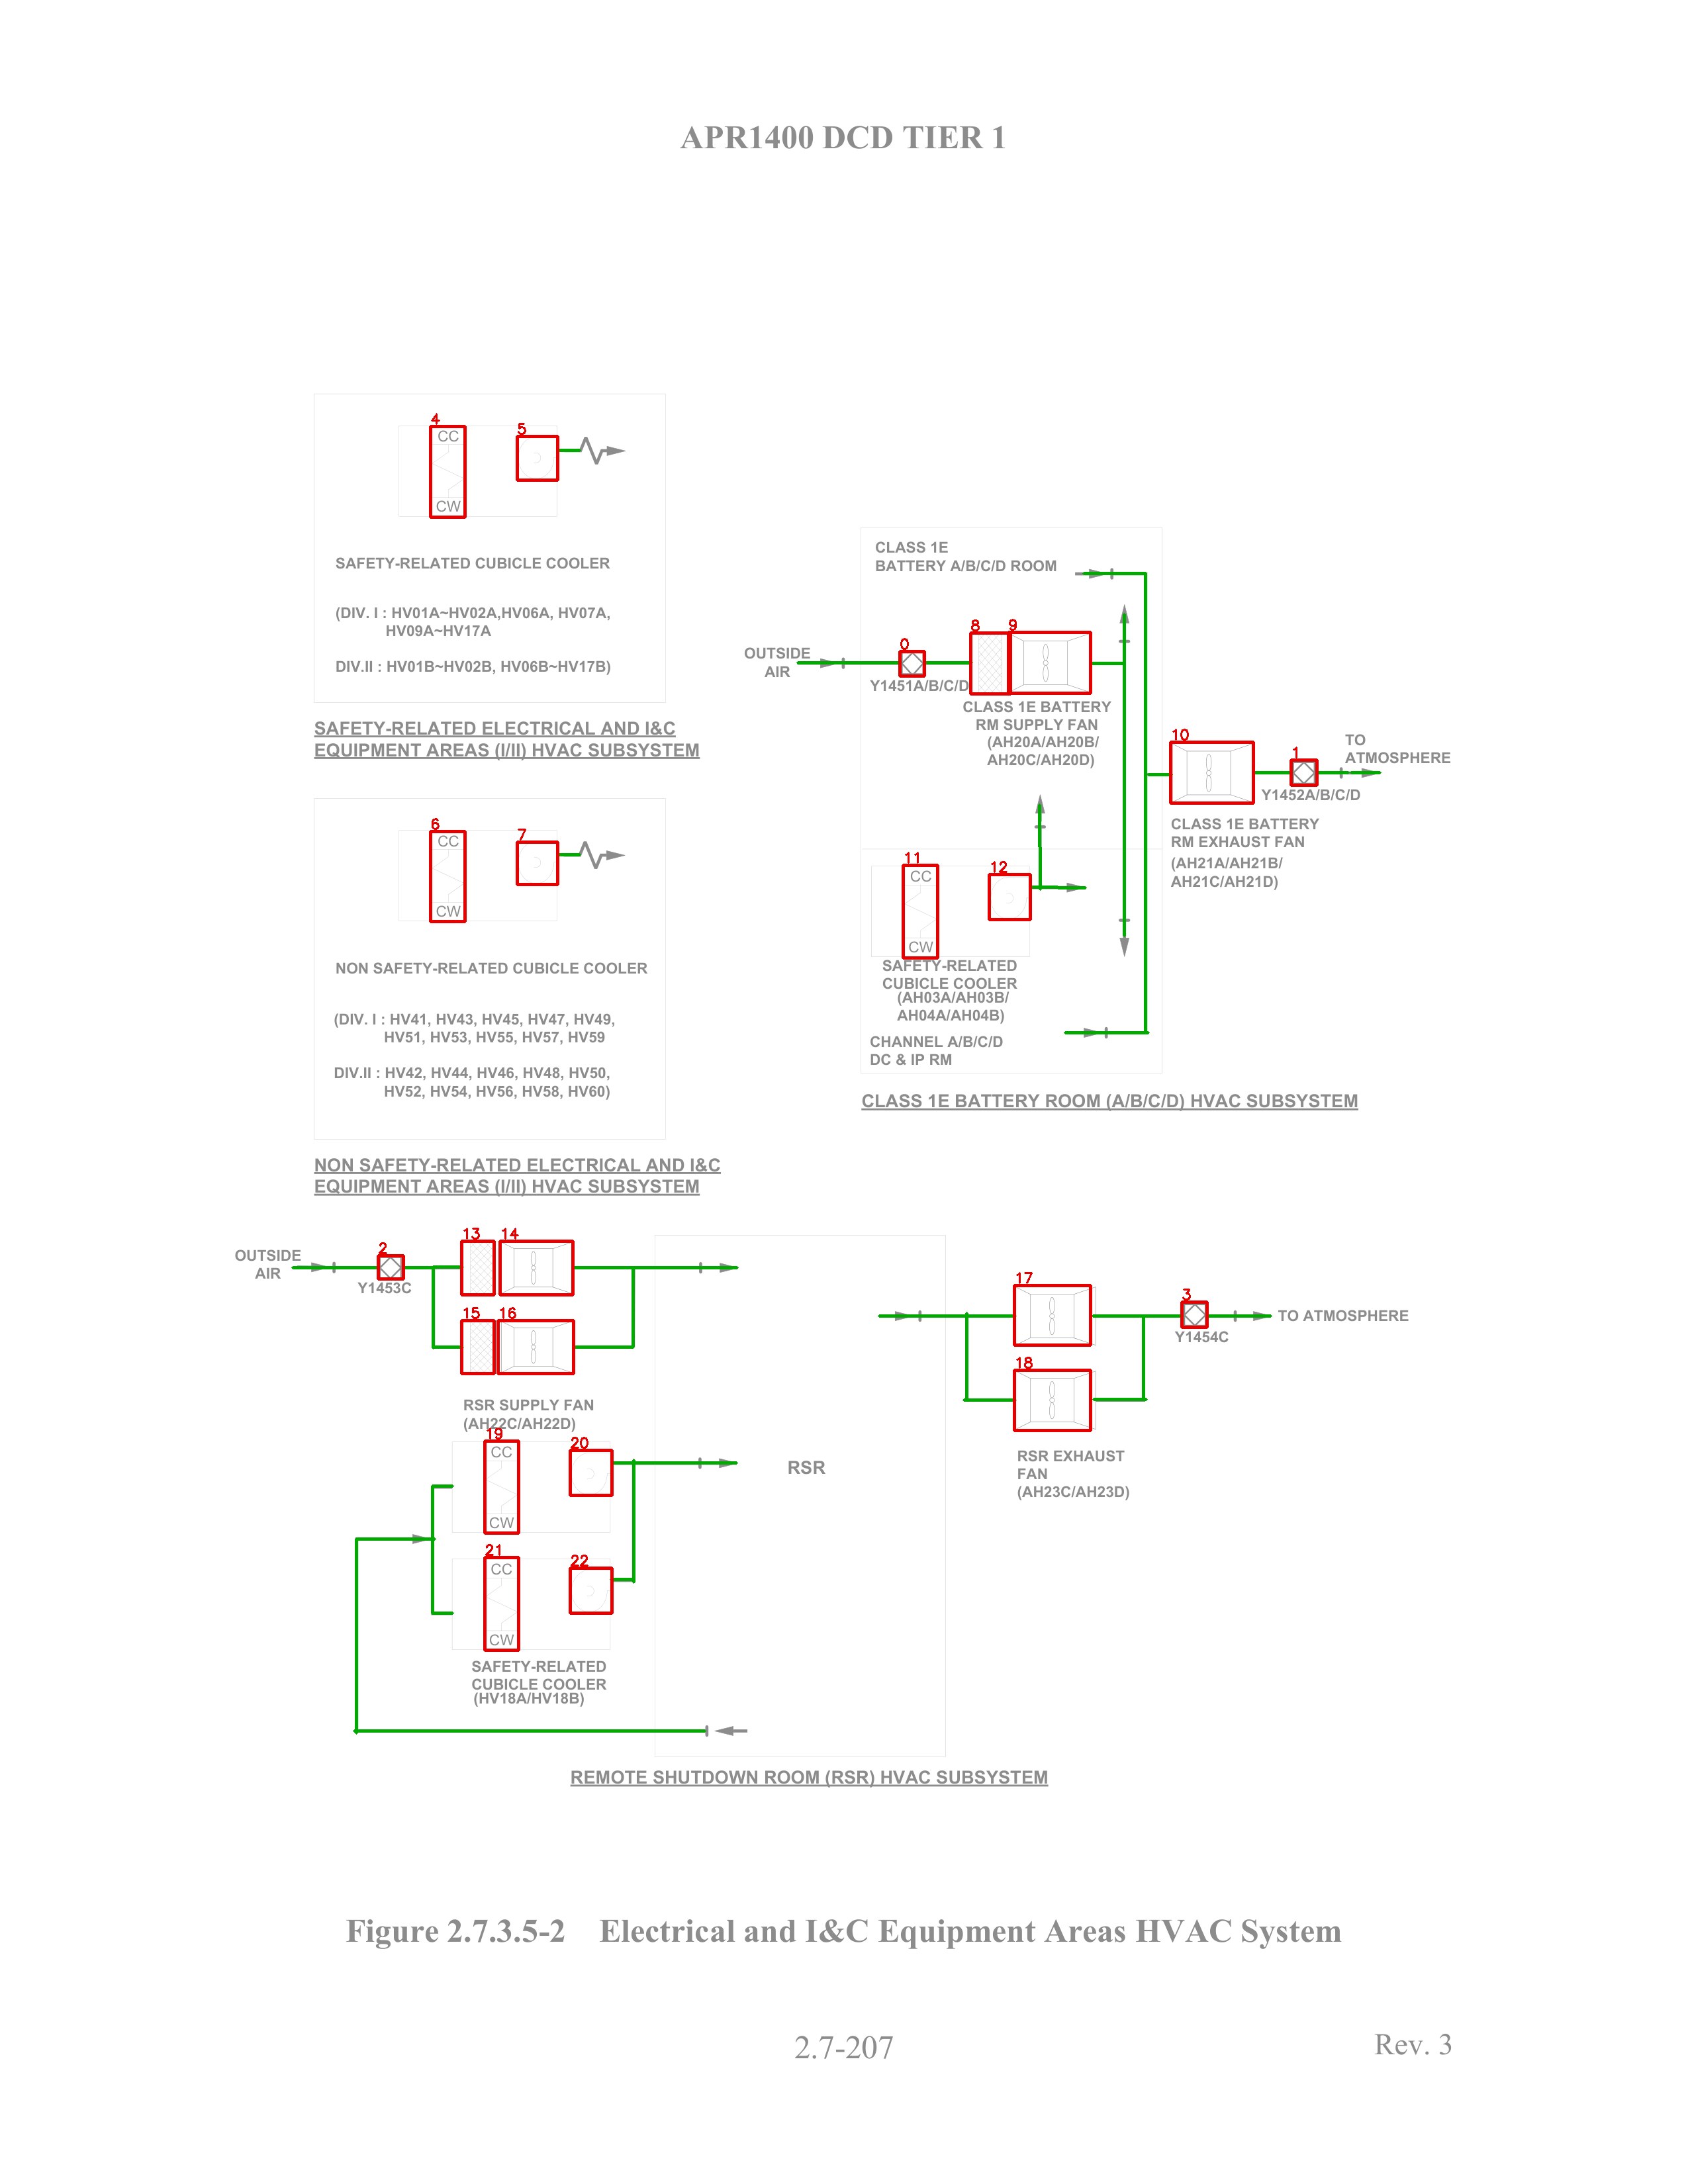 APR1400 DCD TIER 1
4
CC
5
CW
SAFETY-RELATED CUBICLE COOLER
(DIV. I : HV01A~HV02A,HV06A, HV07A,
HV09A~HV17A
DIV.II : HV01B~HV02B, HV06B~HV17B)
SAFETY-RELATED ELECTRICAL AND I&C
EQUIPMENT AREAS (I/II) HVAC SUBSYSTEM
6
CC
7
CW
NON SAFETY-RELATED CUBICLE COOLER
(DIV. I : HV41, HV43, HV45, HV47, HV49,
HV51, HV53, HV55, HV57, HV59
DIV.II : HV42, HV44, HV46, HV48, HV50,
HV52, HV54, HV56, HV58, HV60)
NON SAFETY-RELATED ELECTRICAL AND I&C
EQUIPMENT AREAS (I/II) HVAC SUBSYSTEM
CLASS 1E
BATTERY A/B/C/D ROOM
OUTSIDE
AIR
0
Y1451A/B/C/D
8
9
CLASS 1E BATTERY
RM SUPPLY FAN
(AH20A/AH20B/
AH20C/AH20D)
10
1
TO
ATMOSPHERE
Y1452A/B/C/D
CLASS 1E BATTERY
RM EXHAUST FAN
(AH21A/AH21B/
AH21C/AH21D)
11
CC
12
CW
SAFETY-RELATED
CUBICLE COOLER
(AH03A/AH03B/
AH04A/AH04B)
CHANNEL A/B/C/D
DC & IP RM
CLASS 1E BATTERY ROOM (A/B/C/D) HVAC SUBSYSTEM
OUTSIDE
AIR
2
Y1453C
13
14
15
16
RSR SUPPLY FAN
(AH22C/AH22D)
19
CC
20
CW
21
CC
22
CW
SAFETY-RELATED
CUBICLE COOLER
(HV18A/HV18B)
RSR
17
3
TO ATMOSPHERE
Y1454C
18
RSR EXHAUST
FAN
(AH23C/AH23D)
REMOTE SHUTDOWN ROOM (RSR) HVAC SUBSYSTEM
Figure 2.7.3.5-2 Electrical and I&C Equipment Areas HVAC System
2.7-207
Rev. 3